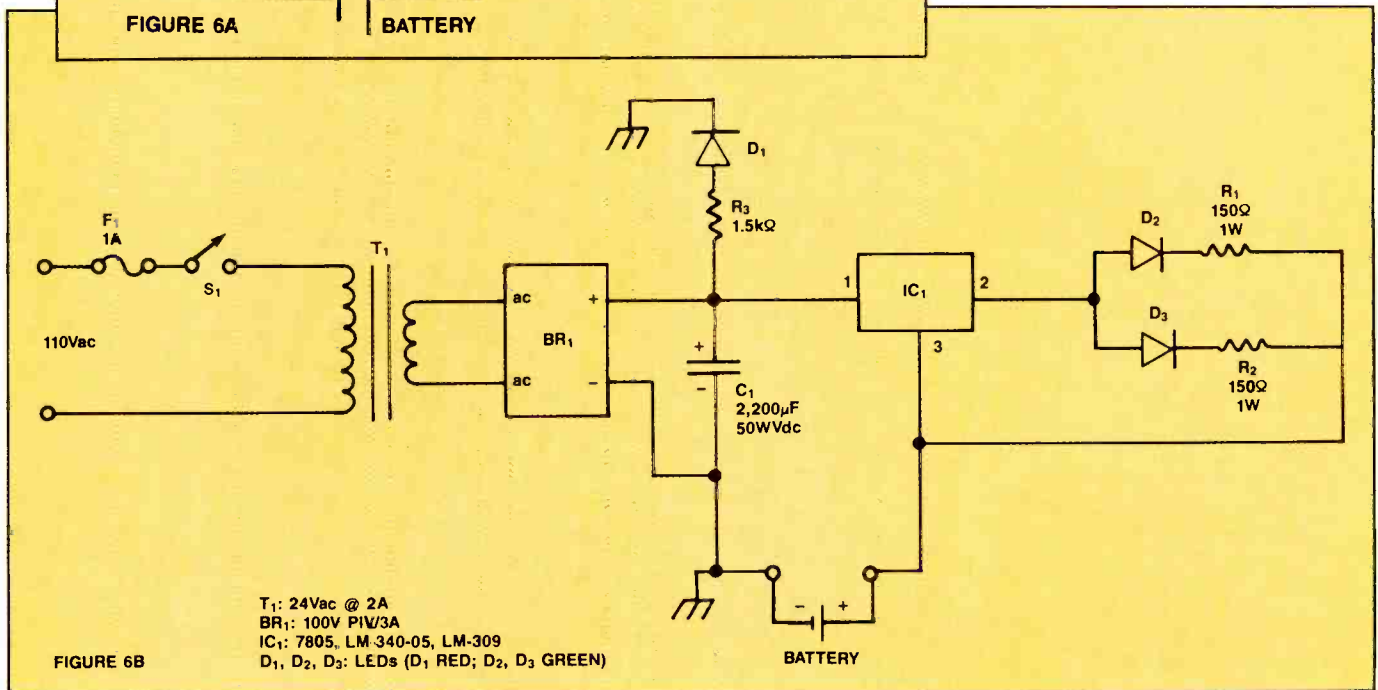 FIGURE 6A
BATTERY
D₁
R₃
1.5kΩ
F₁
1A
S₁
T₁
110Vac
ac
ac
+
−
BR₁
+
−
C₁
2,200μF
50WVdc
1
IC₁
2
3
D₂
R₁
150Ω
1W
D₃
R₂
150Ω
1W
−
+
BATTERY
T₁: 24Vac @ 2A
BR₁: 100V PIV/3A
IC₁: 7805, LM-340-05, LM-309
D₁, D₂, D₃: LEDs (D₁ RED; D₂, D₃ GREEN)
FIGURE 6B